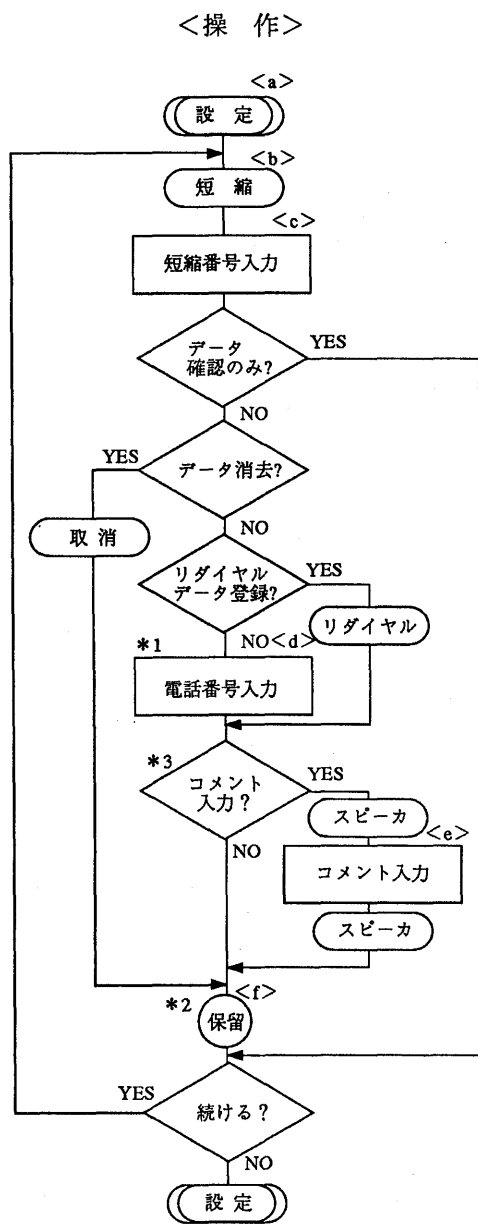 ＜操 作＞
＜a＞
設 定
＜b＞
短 縮
＜c＞
短縮番号入力
データ
確認のみ?
YES
NO
YES
データ消去?
取 消
NO
リダイヤル
データ登録?
YES
リダイヤル
*1
NO＜d＞
電話番号入力
*3
コメント
入力?
YES
スピーカ
＜e＞
NO
コメント入力
スピーカ
＜f＞
*2
保留
YES
続ける?
NO
設 定